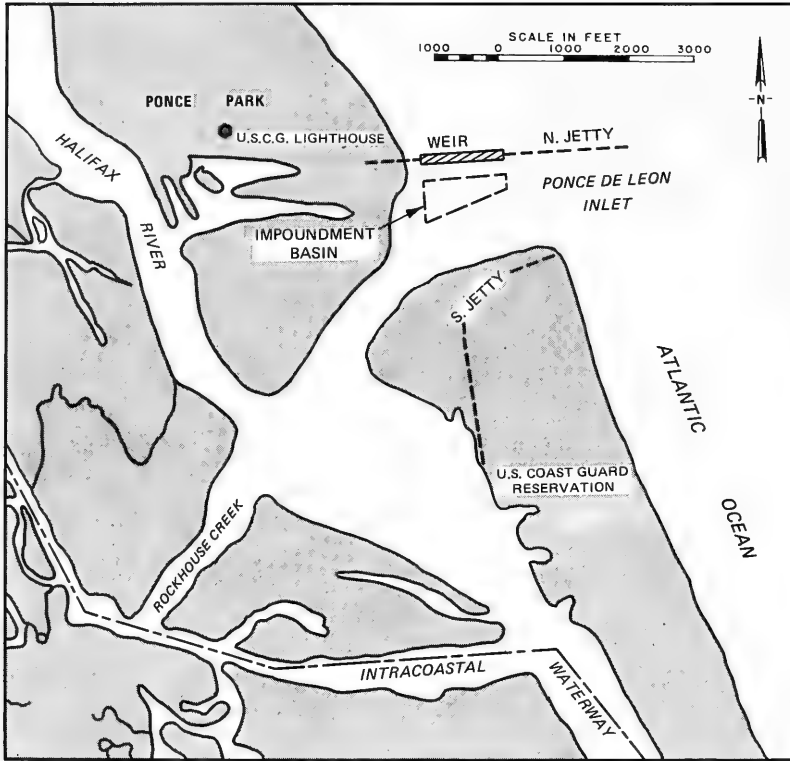 SCALE IN FEET
1000 0 1000 2000 3000
-N-
PONCE PARK
U.S.C.G. LIGHTHOUSE
WEIR
N. JETTY
HALIFAX
RIVER
PONCE DE LEON
INLET
IMPOUNDMENT
BASIN
S. JETTY
ATLANTIC
OCEAN
U.S. COAST GUARD
RESERVATION
ROCKHOUSE CREEK
INTRACOASTAL
WATERWAY